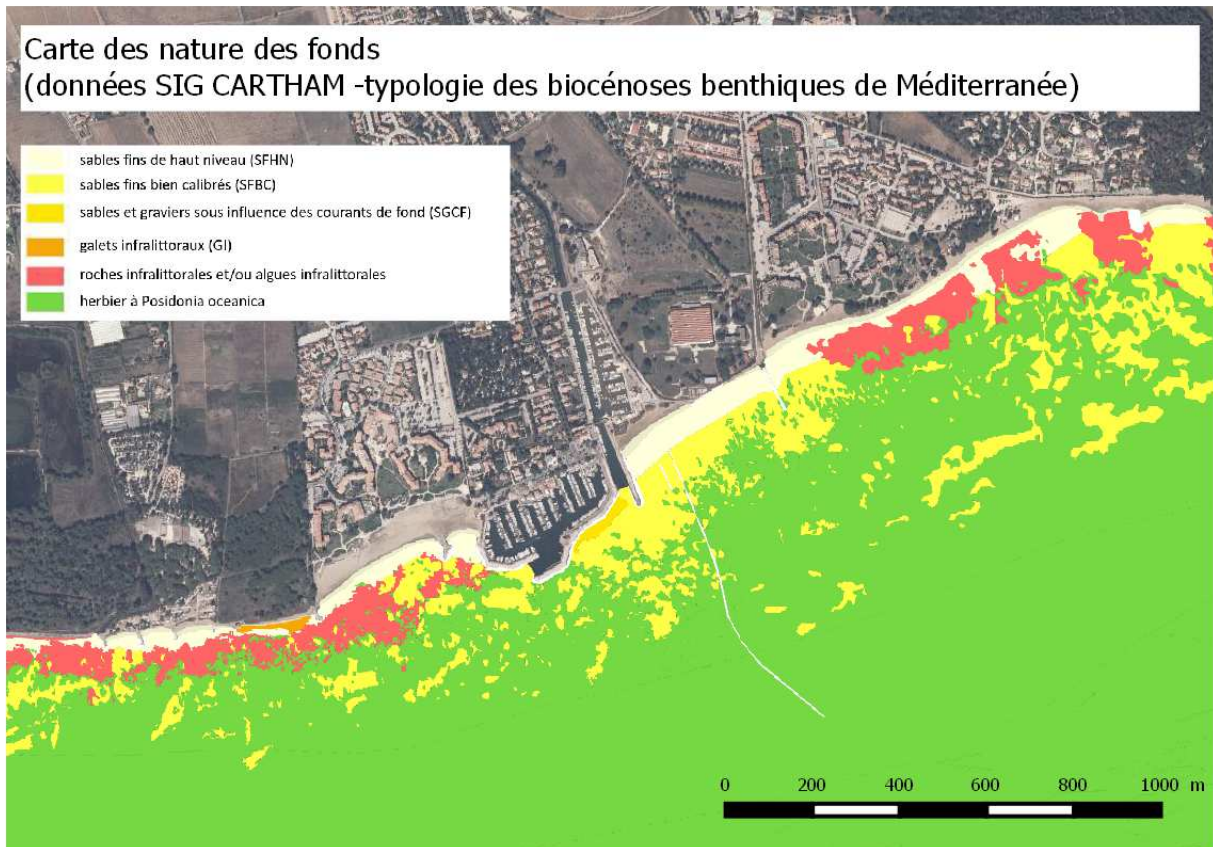 Carte des nature des fonds
(données SIG CARTHAM -typologie des biocénoses benthiques de Méditerranée)
sables fins de haut niveau (SFHN)
sables fins bien calibrés (SFBC)
sables et graviers sous influence des courants de fond (SGCF)
galets infralittoraux (GI)
roches infralittorales et/ou algues infralittorales
herbier à Posidonia oceanica
0 200 400 600 800 1000 m